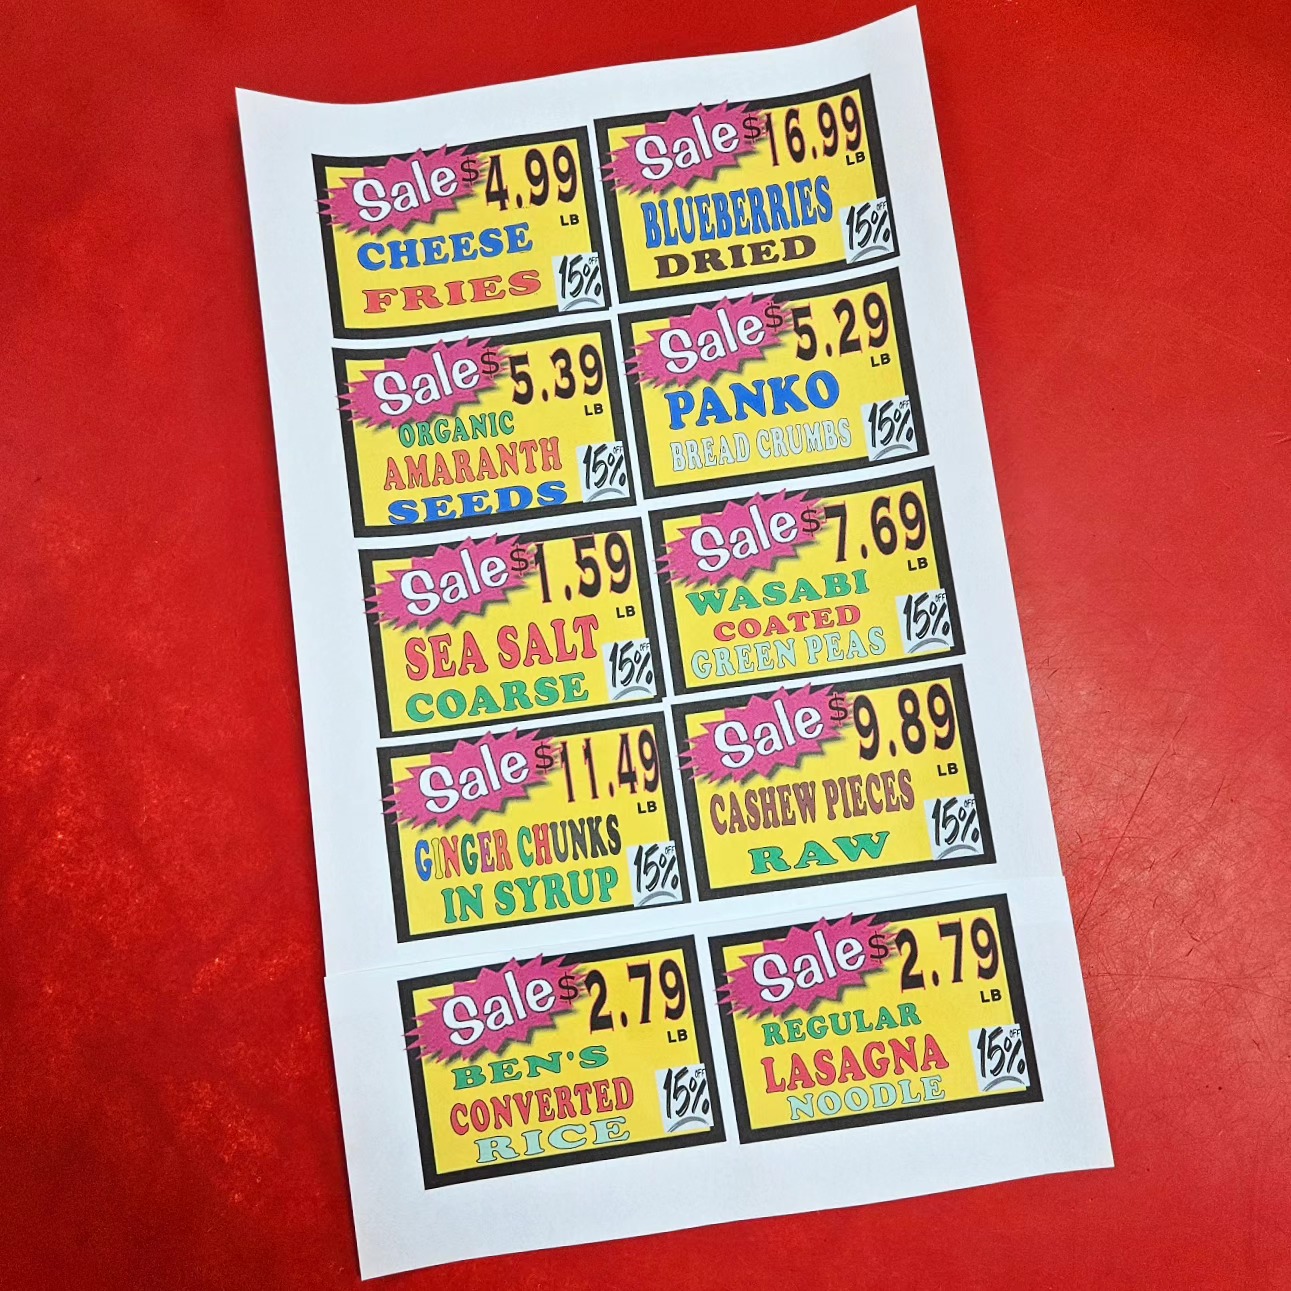 Sale $4.99
LB
CHEESE
FRIES
15% OFF
Sale $16.99
LB
BLUEBERRIES
DRIED
15% OFF
Sale $5.39
LB
ORGANIC
AMARANTH
SEEDS
15% OFF
Sale $5.29
LB
PANKO
BREAD CRUMBS
15% OFF
Sale $1.59
LB
SEA SALT
COARSE
15% OFF
Sale $7.69
LB
WASABI
COATED
GREEN PEAS
15% OFF
Sale $11.49
LB
GINGER CHUNKS
IN SYRUP
15% OFF
Sale $9.89
LB
CASHEW PIECES
RAW
15% OFF
Sale $2.79
LB
BEN'S
CONVERTED
RICE
15% OFF
Sale $2.79
LB
REGULAR
LASAGNA
NOODLE
15% OFF